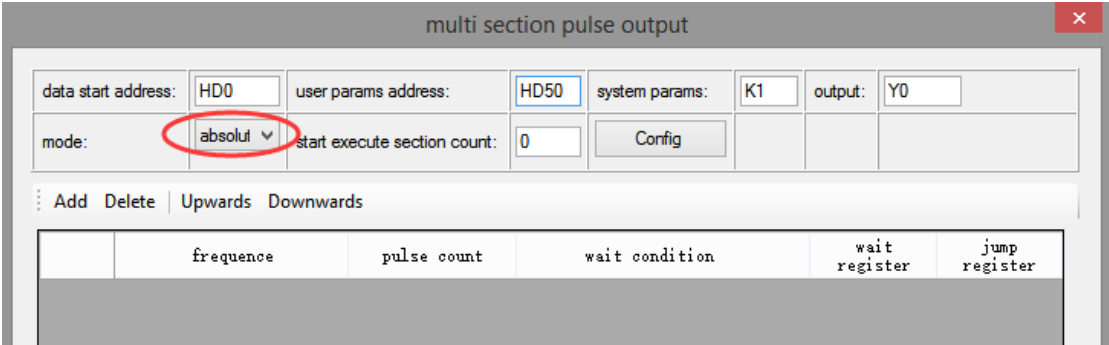 multi section pulse output
data start address: HD0 user params address: HD50 system params: K1 output: Y0
mode: absolut start execute section count: 0 Config
Add Delete Upwards Downwards
frequence pulse count wait condition wait register jump register